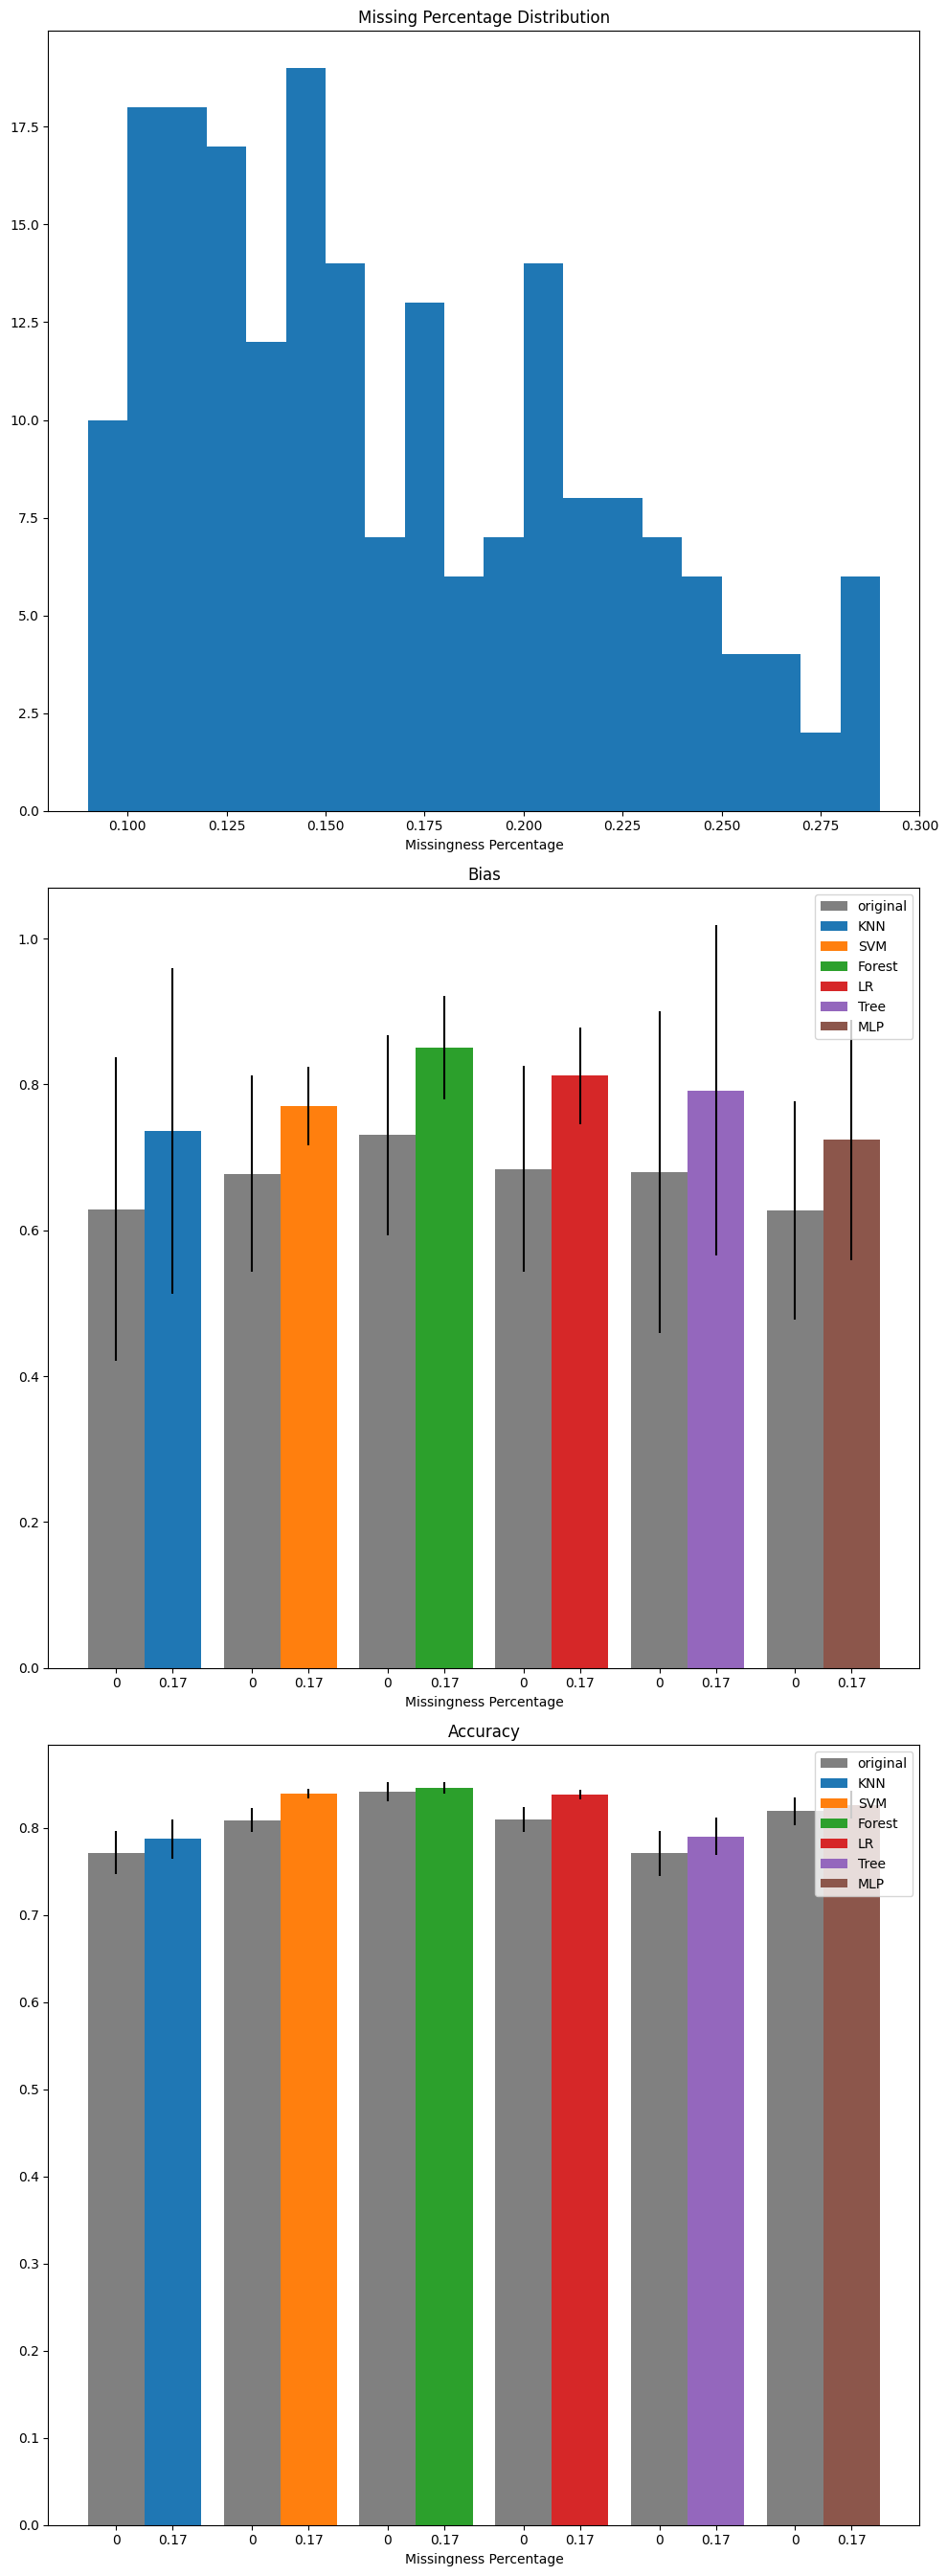 Missing Percentage Distribution
17.5
15.0
12.5
10.0
7.5
5.0
2.5
0.0
0.100 0.125 0.150 0.175 0.200 0.225 0.250 0.275 0.300
Missingness Percentage
Bias
original
KNN
SVM
Forest
LR
Tree
MLP
1.0
0.8
0.6
0.4
0.2
0.0
0 0.17 0 0.17 0 0.17 0 0.17 0 0.17 0 0.17
Missingness Percentage
Accuracy
original
KNN
SVM
Forest
LR
Tree
MLP
0.8
0.7
0.6
0.5
0.4
0.3
0.2
0.1
0.0
0 0.17 0 0.17 0 0.17 0 0.17 0 0.17 0 0.17
Missingness Percentage